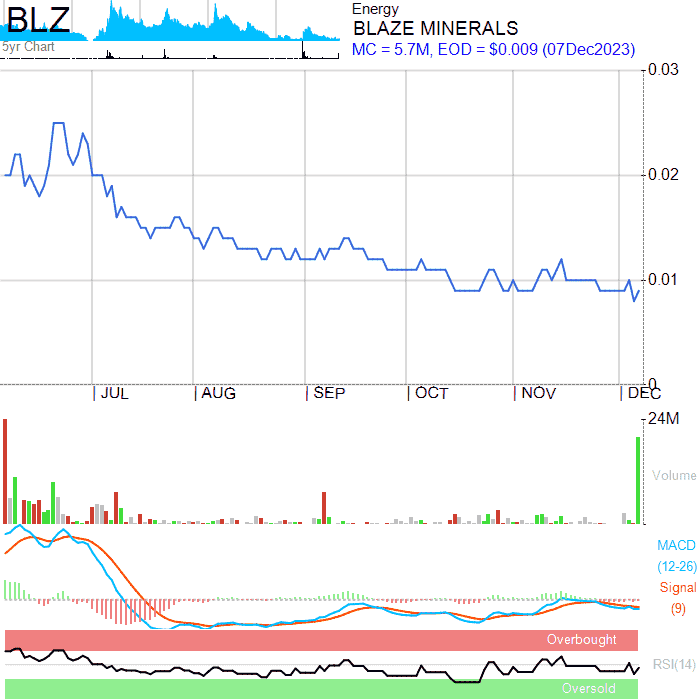 BLZ
5yr Chart
Energy
BLAZE MINERALS
MC = 5.7M, EOD = $0.009 (07Dec2023)
0.03
0.02
0.01
0
JUL AUG SEP OCT NOV DEC
24M
Volume
MACD
(12-26)
Signal
(9)
Overbought
RSI(14)
Oversold